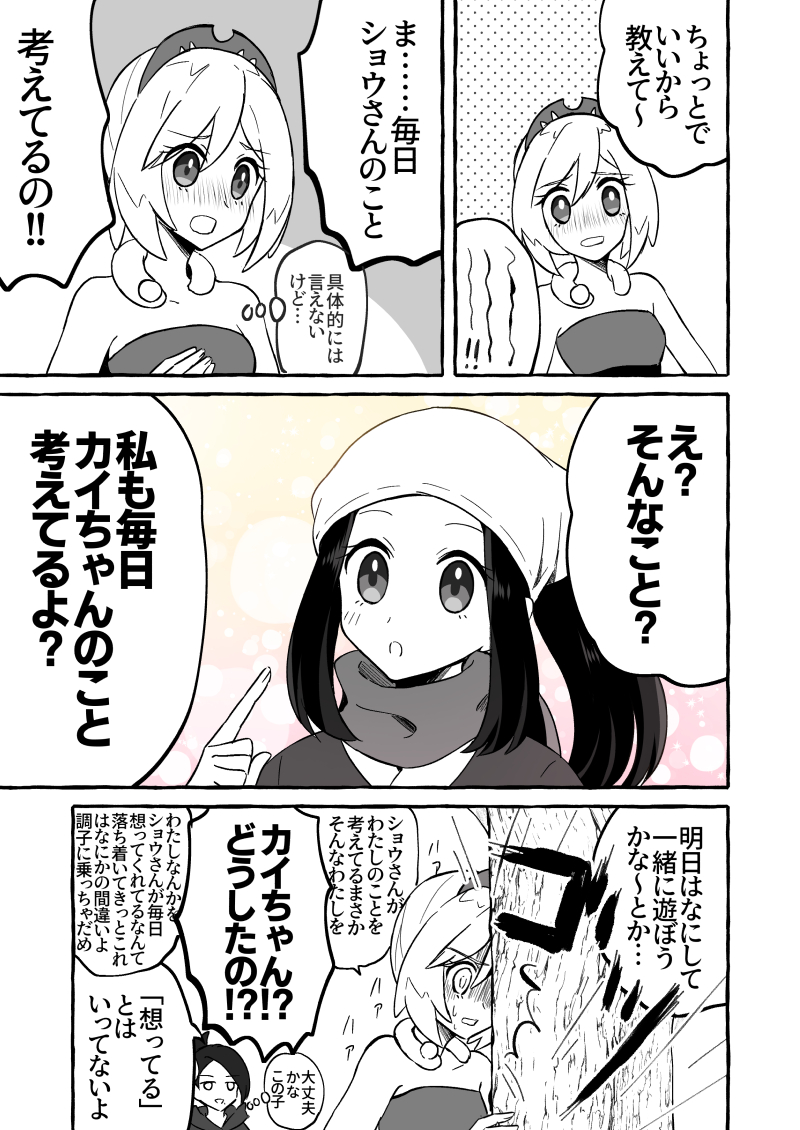 ちょっとで
いいから
教えて～
!!
ま……毎日
ショウさんのこと
考えてるの!!
具体的には
言えない
けど…
え？
そんなこと？
私も毎日
カイちゃんのこと
考えてるよ？
明日はなにして
一緒に遊ぼう
かな～とか…
ゴッ
ショウさんが
わたしのことを
考えてるまさか
そんなわたしを
カイちゃん!?
どうしたの!?!?
わたしなんかを
ショウさんが毎日
想ってくれてるなんて
落ち着いてきっとこれ
はなにかの間違いよ
調子に乗っちゃだめ
大丈夫
かな
この子
「想ってる」
とは
いってないよ